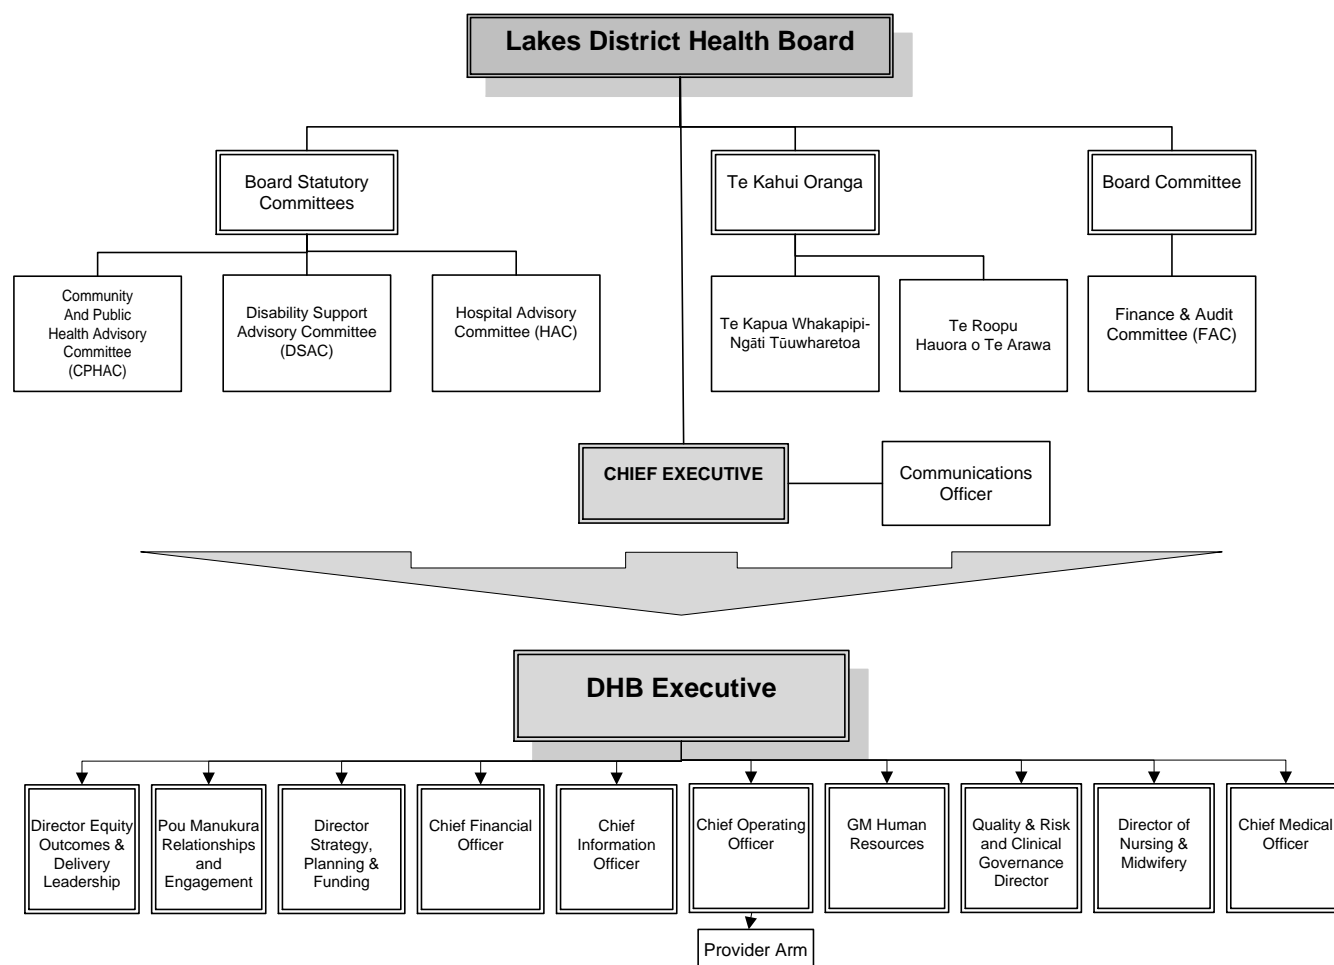 Lakes District Health Board
Board Statutory
Committees
Te Kahui Oranga
Board Committee
Community
And Public
Health Advisory
Committee
(CPHAC)
Disability Support
Advisory Committee
(DSAC)
Hospital Advisory
Committee (HAC)
Te Kapua Whakapipi-
Ngāti Tūuwharetoa
Te Roopu
Hauora o Te Arawa
Finance & Audit
Committee (FAC)
CHIEF EXECUTIVE
Communications
Officer
DHB Executive
Director Equity
Outcomes &
Delivery
Leadership
Pou Manukura
Relationships
and
Engagement
Director
Strategy,
Planning &
Funding
Chief Financial
Officer
Chief
Information
Officer
Chief Operating
Officer
GM Human
Resources
Quality & Risk
and Clinical
Governance
Director
Director of
Nursing &
Midwifery
Chief Medical
Officer
Provider Arm